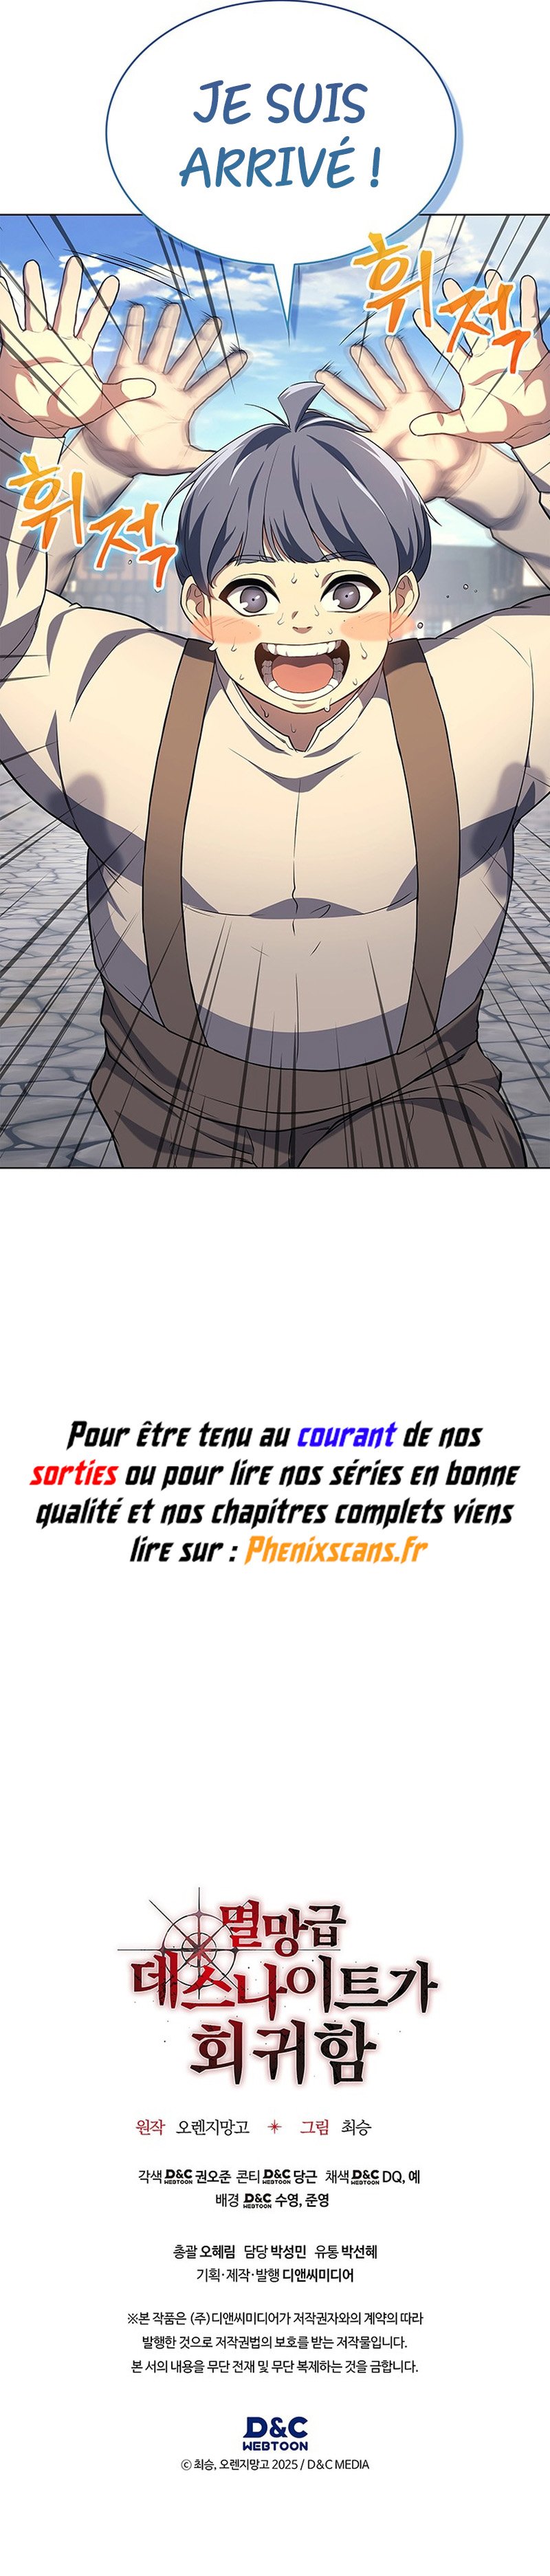 JE SUIS
ARRIVÉ !
휘적
휘적
Pour être tenu au courant de nos
sorties ou pour lire nos séries en bonne
qualité et nos chapitres complets viens
lire sur : Phenixscans.fr
멸망급
데스나이트가
회귀함
원작 오렌지망고 그림 최승
각색 D&C WEBTOON 권오준 콘티 D&C WEBTOON 당근 채색 D&C WEBTOON DQ, 예
배경 D&C WEBTOON 수영, 준영
총괄 오혜림 담당 박성민 유통 박선혜
기획·제작·발행 디앤씨미디어
※본 작품은 (주)디앤씨미디어가 저작권자와의 계약의 따라
발행한 것으로 저작권법의 보호를 받는 저작물입니다.
본 서의 내용을 무단 전재 및 무단 복제하는 것을 금합니다.
D&C
WEBTOON
© 최승, 오렌지망고 2025 / D&C MEDIA